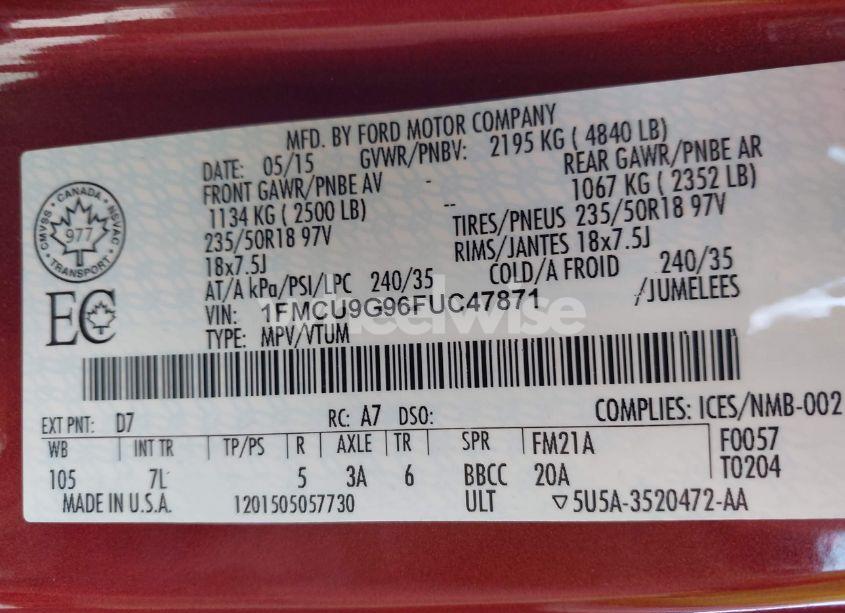 MFD. BY FORD MOTOR COMPANY
DATE: 05/15 GVWR/PNBV: 2195 KG ( 4840 LB)
FRONT GAWR/PNBE AV - REAR GAWR/PNBE AR
1134 KG ( 2500 LB) -- 1067 KG ( 2352 LB)
235/50R18 97V TIRES/PNEUS 235/50R18 97V
18x7.5J RIMS/JANTES 18x7.5J
AT/A kPa/PSI/LPC 240/35 COLD/A FROID 240/35
VIN: 1FMCU9G96FUC47871 /JUMELEES
TYPE: MPV/VTUM
CANADA
CMVSS
NSVAC
977
TRANSPORT
EC
EXT PNT: D7 RC: A7 DSO: COMPLIES: ICES/NMB-002
WB INT TR TP/PS R AXLE TR SPR FM21A F0057
105 7L 5 3A 6 BBCC 20A T0204
MADE IN U.S.A. 1201505057730 ULT ▽5U5A-3520472-AA